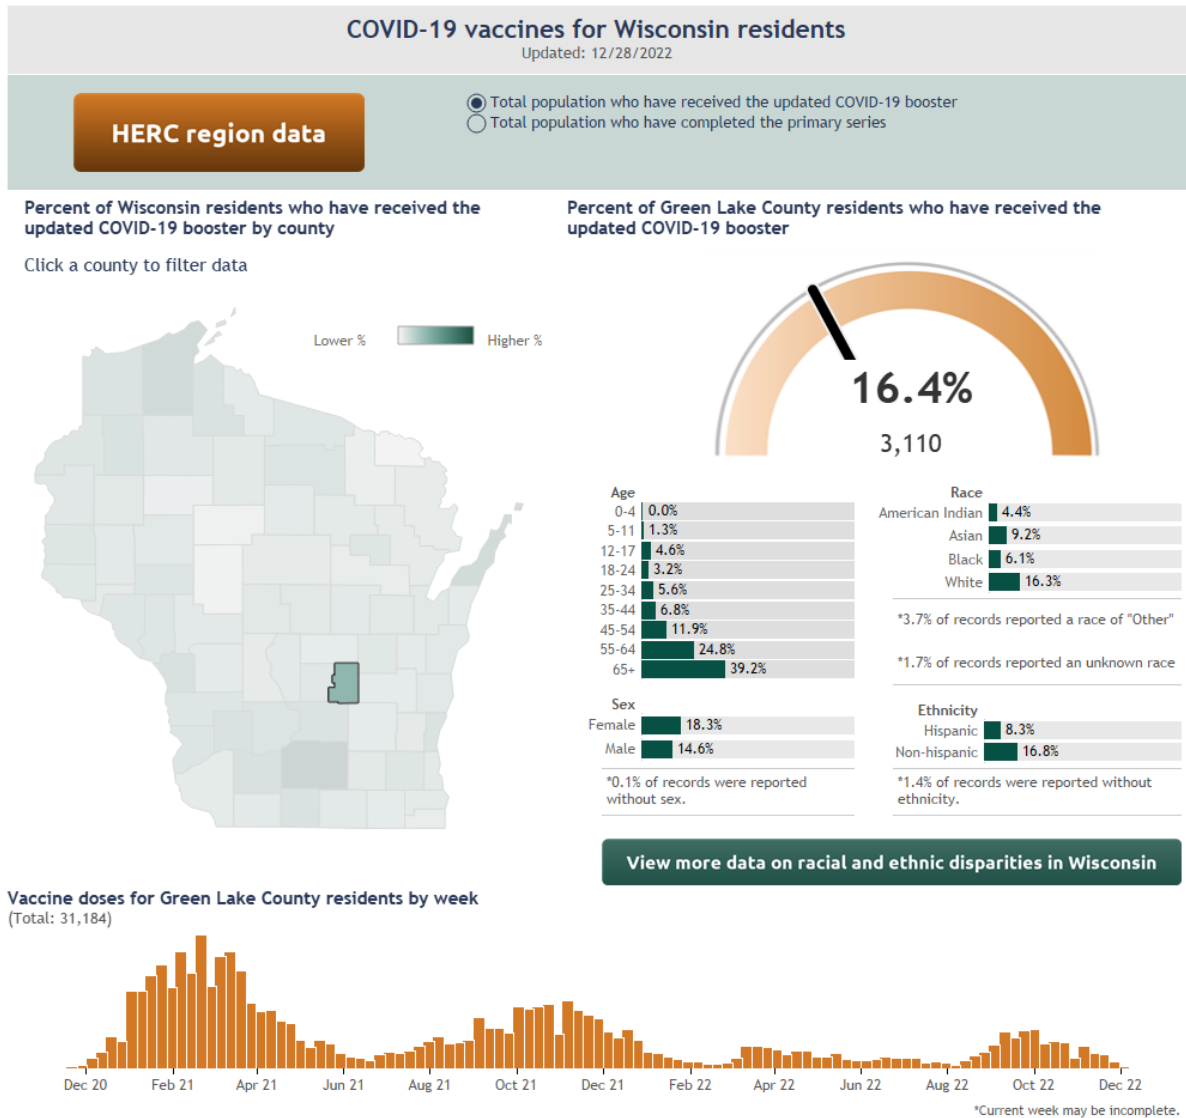 COVID-19 vaccines for Wisconsin residents
Updated: 12/28/2022
HERC region data
Total population who have received the updated COVID-19 booster
Total population who have completed the primary series
Percent of Wisconsin residents who have received the
updated COVID-19 booster by county
Click a county to filter data
Lower %
Higher %
Percent of Green Lake County residents who have received the
updated COVID-19 booster
16.4%
3,110
Age
0-4 0.0%
5-11 1.3%
12-17 4.6%
18-24 3.2%
25-34 5.6%
35-44 6.8%
45-54 11.9%
55-64 24.8%
65+ 39.2%
Sex
Female 18.3%
Male 14.6%
*0.1% of records were reported
without sex.
Race
American Indian 4.4%
Asian 9.2%
Black 6.1%
White 16.3%
*3.7% of records reported a race of "Other"
*1.7% of records reported an unknown race
Ethnicity
Hispanic 8.3%
Non-hispanic 16.8%
*1.4% of records were reported without
ethnicity.
View more data on racial and ethnic disparities in Wisconsin
Vaccine doses for Green Lake County residents by week
(Total: 31,184)
Dec 20 Feb 21 Apr 21 Jun 21 Aug 21 Oct 21 Dec 21 Feb 22 Apr 22 Jun 22 Aug 22 Oct 22 Dec 22
*Current week may be incomplete.